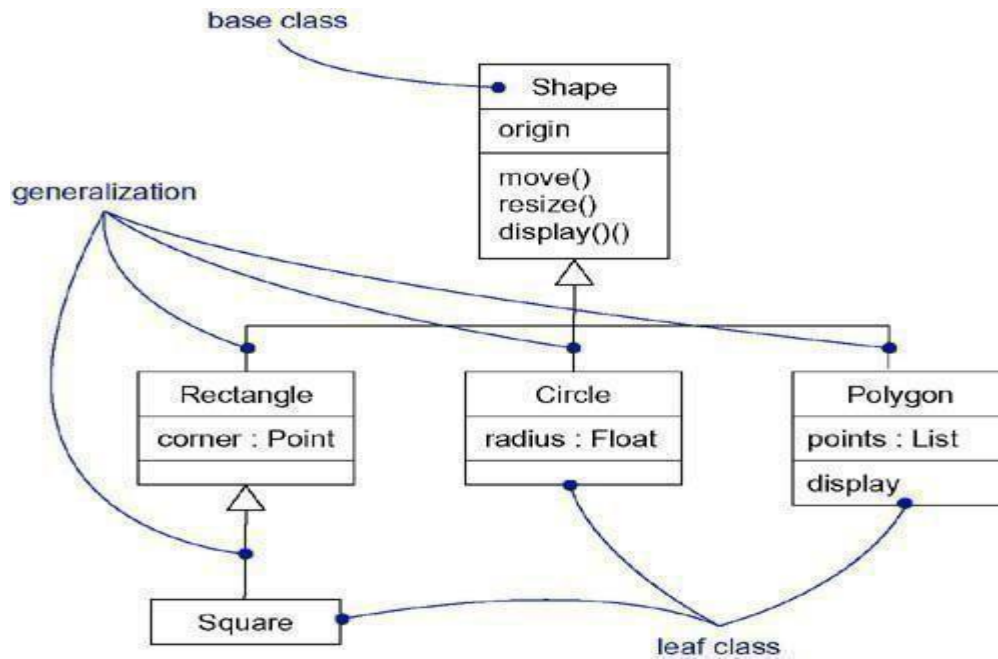 base class
Shape
origin
move()
resize()
display()()
generalization
Rectangle
corner : Point
Circle
radius : Float
Polygon
points : List
display
Square
leaf class